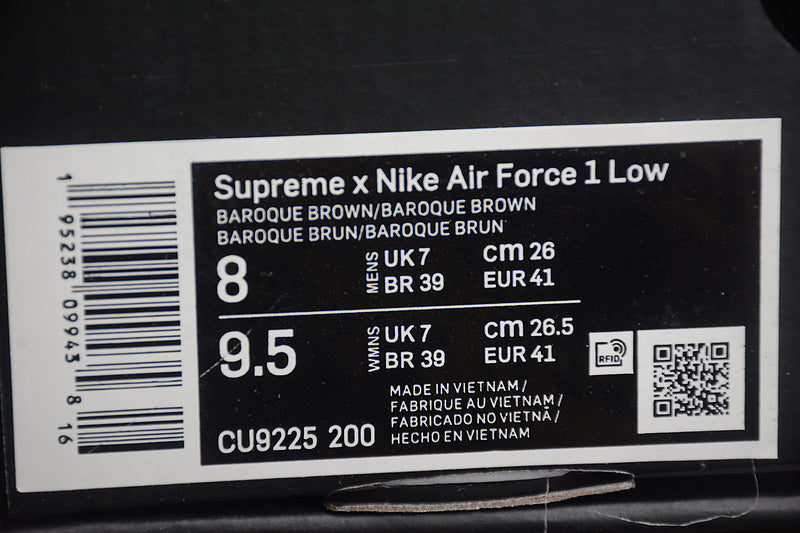 Supreme x Nike Air Force 1 Low
BAROQUE BROWN/BAROQUE BROWN
BAROQUE BRUN/BAROQUE BRUN
8
MENS
UK 7
cm 26
BR 39
EUR 41
9.5
WMNS
UK 7
cm 26.5
BR 39
EUR 41
RFID
CU9225 200
MADE IN VIETNAM /
FABRIQUE AU VIETNAM /
FABRICADO NO VIETNÃ /
HECHO EN VIETNAM
1 95238 09943 8 16